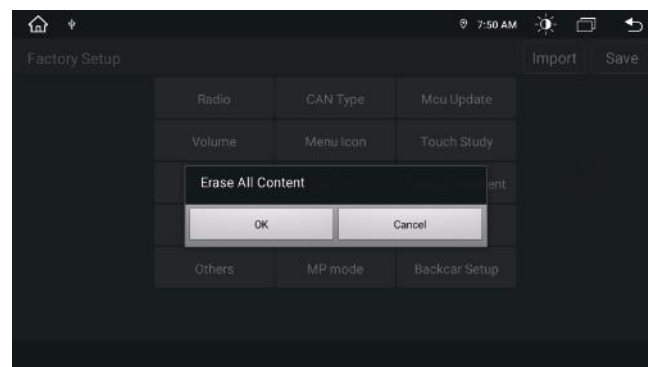 7:50 AM
Factory Setup
Import
Save
Radio
CAN Type
Mcu Update
Volume
Menu Icon
Touch Study
Erase All Content
ent
OK
Cancel
Others
MP mode
Backcar Setup